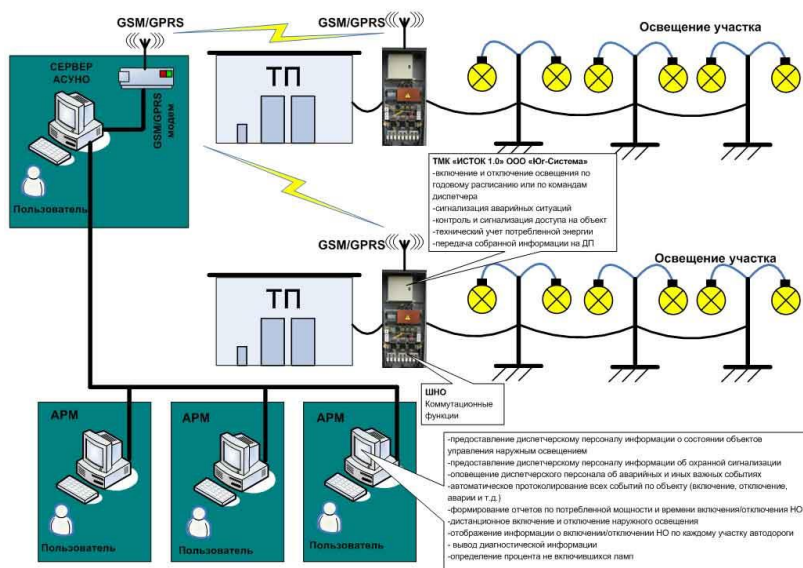 GSM/GPRS
СЕРВЕР
АСУНО
GSM/GPRS
модем
Пользователь
GSM/GPRS
ТП
Освещение участка
ТМК «ИСТОК 1.0» ООО «Юг-Система»
-включение и отключение освещения по
годовому расписанию или по командам
диспетчера
-сигнализация аварийных ситуаций
-контроль и сигнализация доступа на объект
-технический учет потребленной энергии
-передача собранной информации на ДП
GSM/GPRS
ТП
Освещение участка
ШНО
Коммутационные
функции
АРМ
Пользователь
АРМ
Пользователь
АРМ
Пользователь
-предоставление диспетчерскому персоналу информации о состоянии объектов
управления наружным освещением
-предоставление диспетчерскому персоналу информации об охранной сигнализации
-оповещение диспетчерского персонала об аварийных и иных важных событиях
-автоматическое протоколирование всех событий по объекту (включение, отключение,
аварии и т.д.)
-формирование отчетов по потребленной мощности и времени включения/отключения НО
-дистанционное включение и отключение наружного освещения
-отображение информации о включении/отключении НО по каждому участку автодороги
- вывод диагностической информации
-определение процента не включившихся ламп